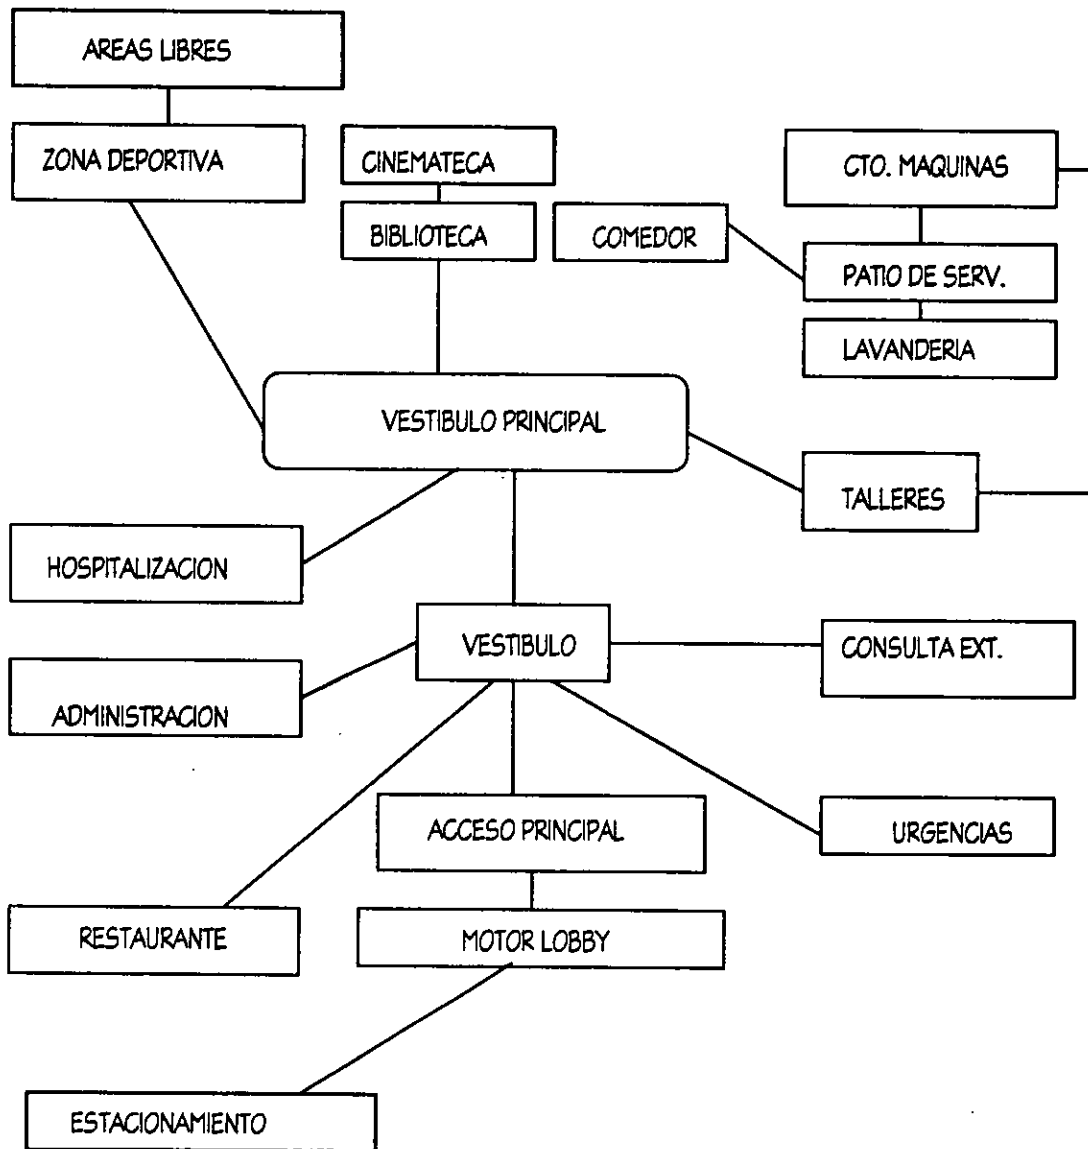 AREAS LIBRES
ZONA DEPORTIVA
CINEMATECA
CTO. MAQUINAS
BIBLIOTECA
COMEDOR
PATIO DE SERV.
LAVANDERIA
VESTIBULO PRINCIPAL
TALLERES
HOSPITALIZACION
VESTIBULO
CONSULTA EXT.
ADMINISTRACION
ACCESO PRINCIPAL
URGENCIAS
RESTAURANTE
MOTOR LOBBY
ESTACIONAMIENTO